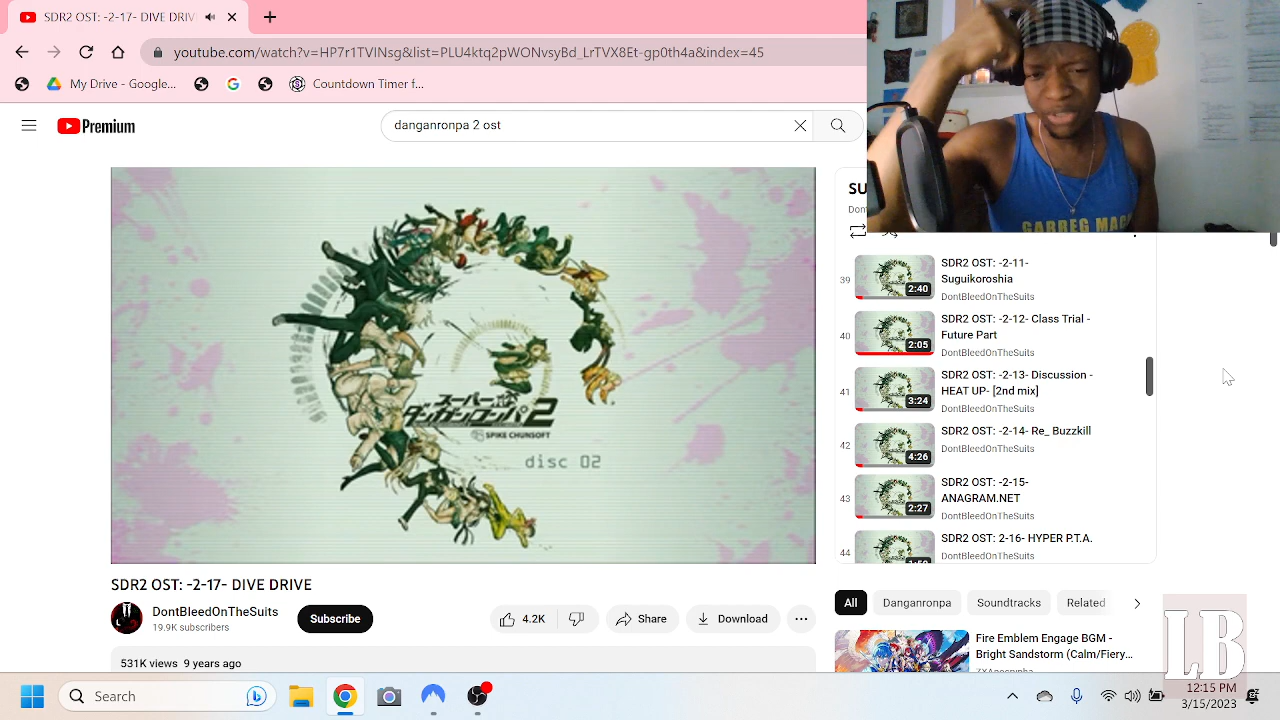 SDR2 OST: -2-17- DIVE DRIVE
youtube.com/watch?v=HP7r1TVINsg&list=PLU4ktq2pWONvsyBd_LrTVX8Et-gp0th4a&index=45
My Drive - Google...
Countdown Timer f...
Premium
danganronpa 2 ost
SU
Dont
スーパー
ダンガンロンパ2
SPIKE CHUNSOFT
disc 02
39
2:40
SDR2 OST: -2-11-
Suguikoroshia
DontBleedOnTheSuits
40
2:05
SDR2 OST: -2-12- Class Trial -
Future Part
DontBleedOnTheSuits
41
3:24
SDR2 OST: -2-13- Discussion -
HEAT UP- [2nd mix]
DontBleedOnTheSuits
42
4:26
SDR2 OST: -2-14- Re_ Buzzkill
DontBleedOnTheSuits
43
2:27
SDR2 OST: -2-15-
ANAGRAM.NET
DontBleedOnTheSuits
44
SDR2 OST: 2-16- HYPER P.T.A.
DontBleedOnTheSuits
SDR2 OST: -2-17- DIVE DRIVE
DontBleedOnTheSuits
19.9K subscribers
Subscribe
4.2K
Share
Download
531K views 9 years ago
All
Danganronpa
Soundtracks
Related
Fire Emblem Engage BGM -
Bright Sandstorm (Calm/Fiery...
LB
Search
12:15 PM
3/15/2023